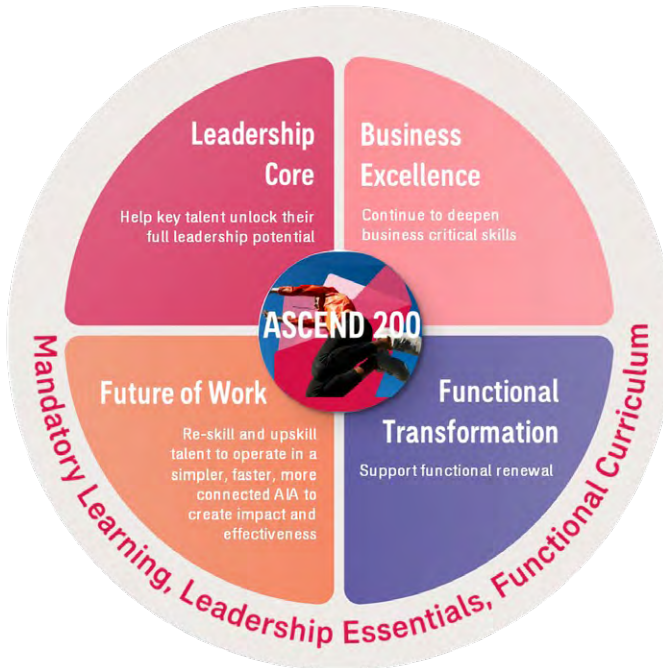 Leadership
Core
Help key talent unlock their
full leadership potential
Business
Excellence
Continue to deepen
business critical skills
ASCEND 200
Future of Work
Re-skill and upskill
talent to operate in a
simpler, faster, more
connected AIA to
create impact and
effectiveness
Functional
Transformation
Support functional renewal
Mandatory Learning, Leadership Essentials, Functional Curriculum